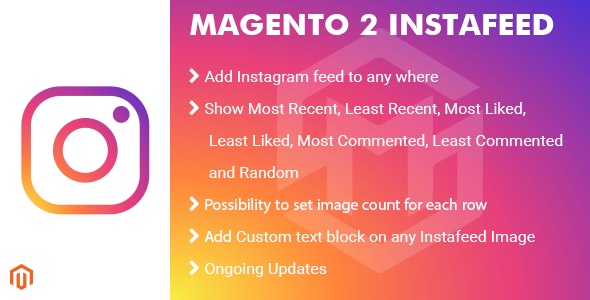 MAGENTO 2 INSTAFEED
Add Instagram feed to any where
Show Most Recent, Least Recent, Most Liked,
Least Liked, Most Commented, Least Commented
and Random
Possibility to set image count for each row
Add Custom text block on any Instafeed Image
Ongoing Updates